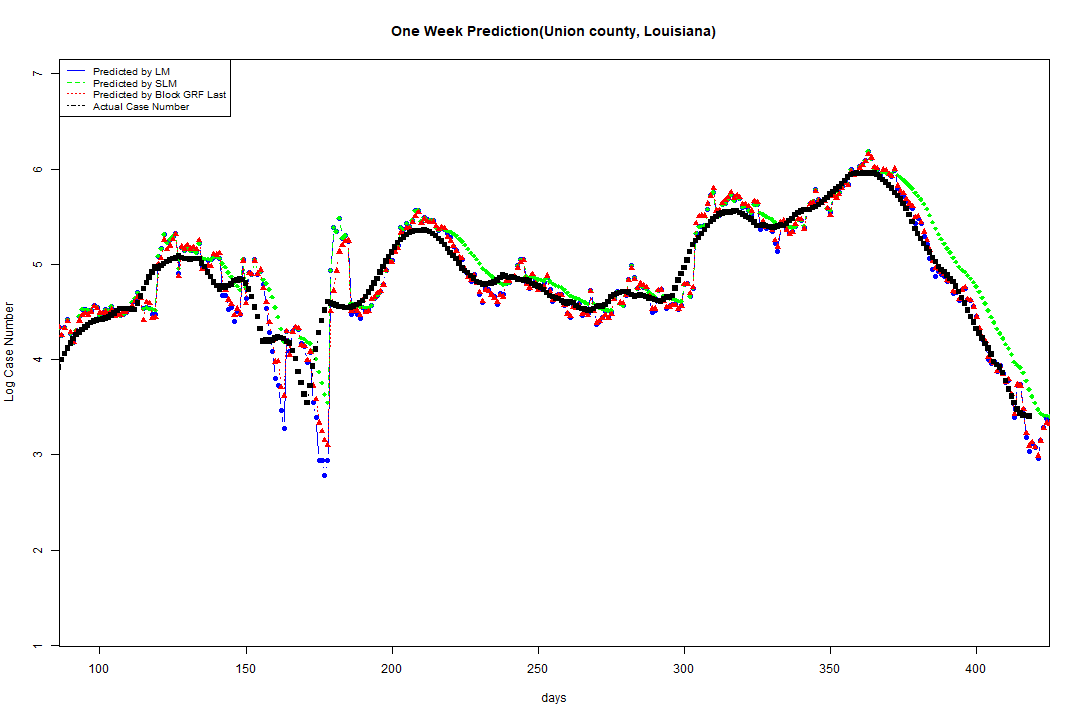 One Week Prediction(Union county, Louisiana)
Predicted by LM
Predicted by SLM
Predicted by Block GRF Last
Actual Case Number
7
6
5
4
3
2
1
Log Case Number
100 150 200 250 300 350 400
days